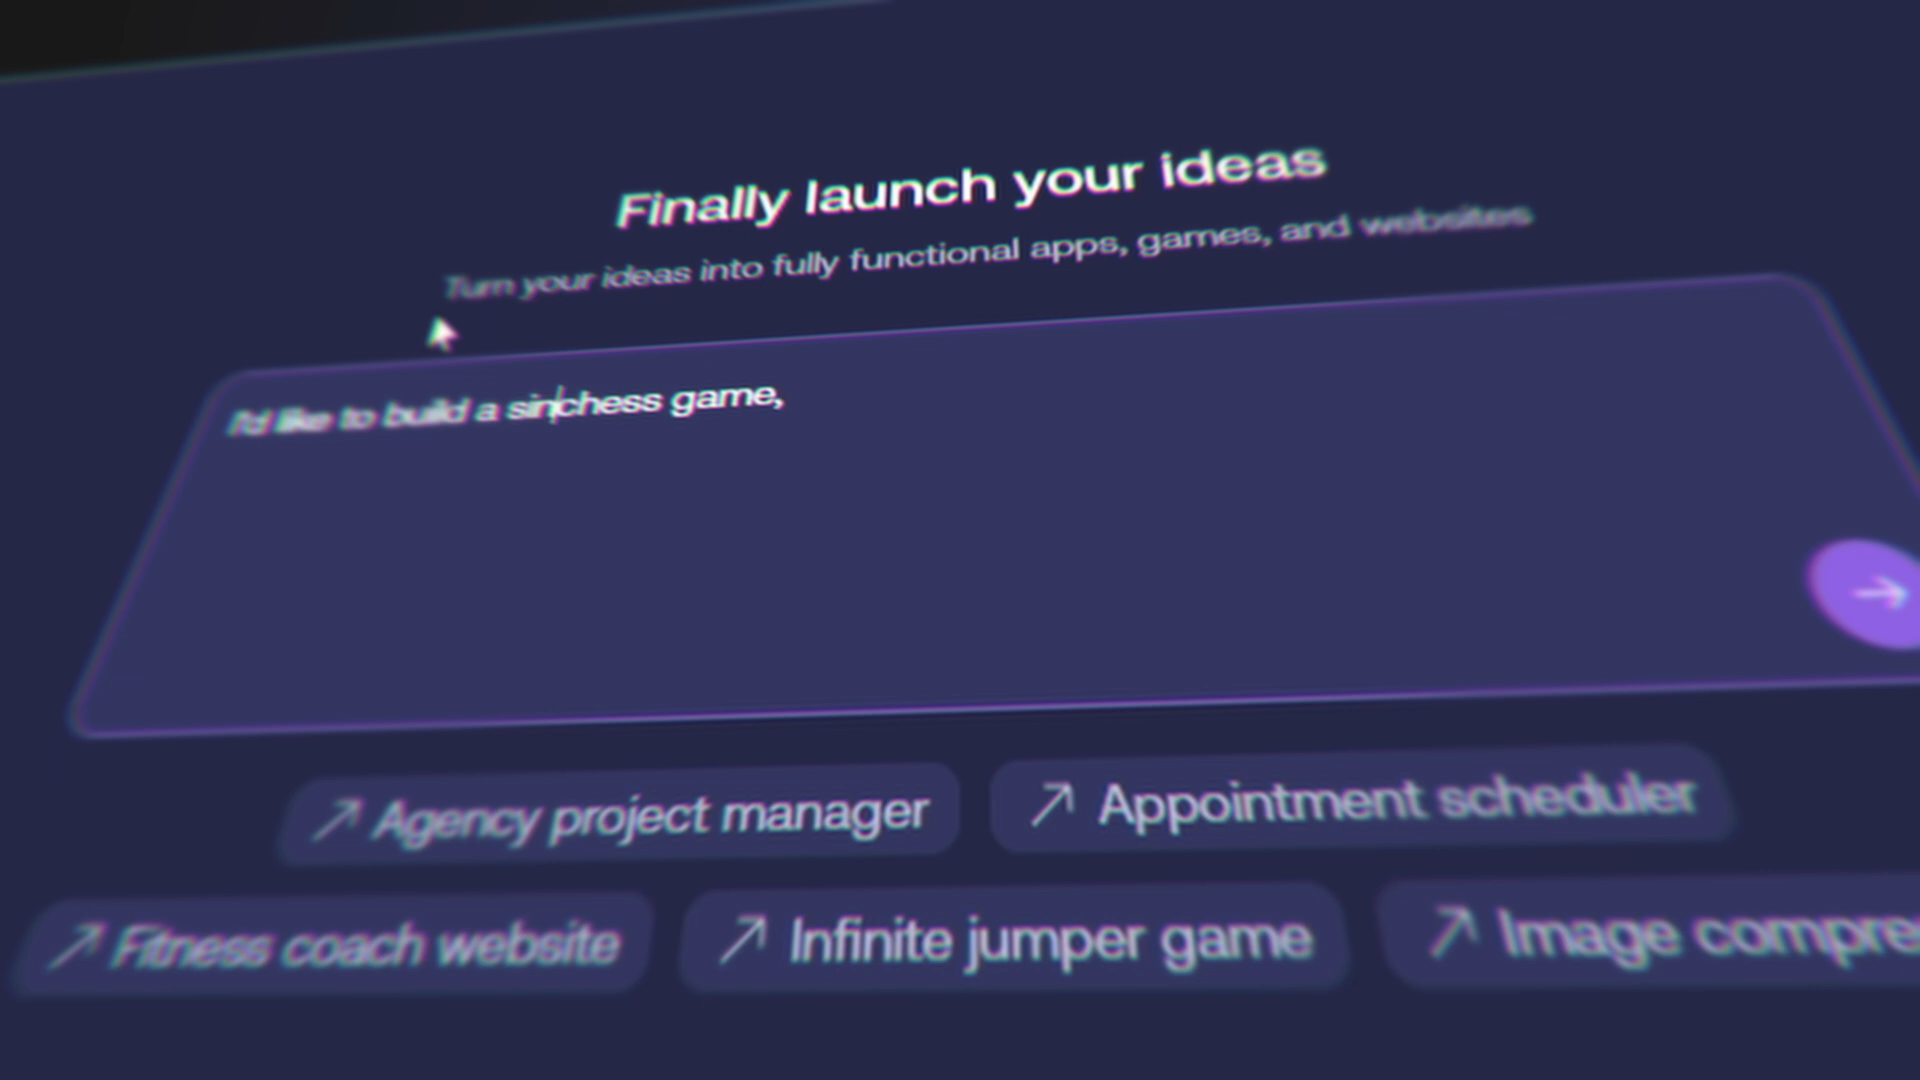 Finally launch your ideas
Turn your ideas into fully functional apps, games, and websites
I'd like to build a sinchess game,
Agency project manager
Appointment scheduler
Fitness coach website
Infinite jumper game
Image compre